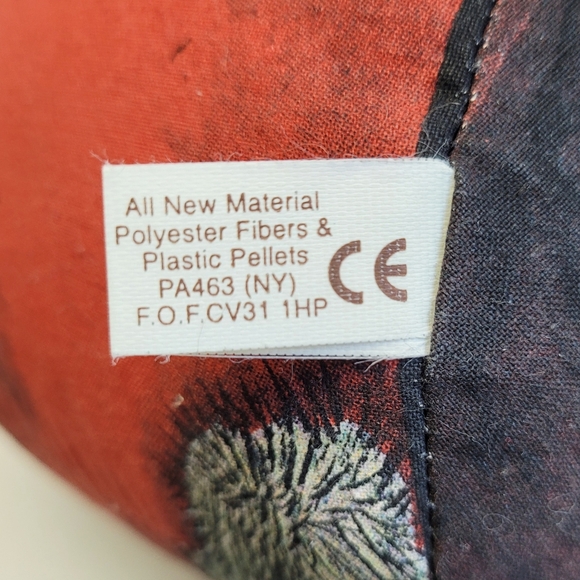 All New Material
Polyester Fibers &
Plastic Pellets
PA463 (NY)
F.O.F.CV31 1HP
CE